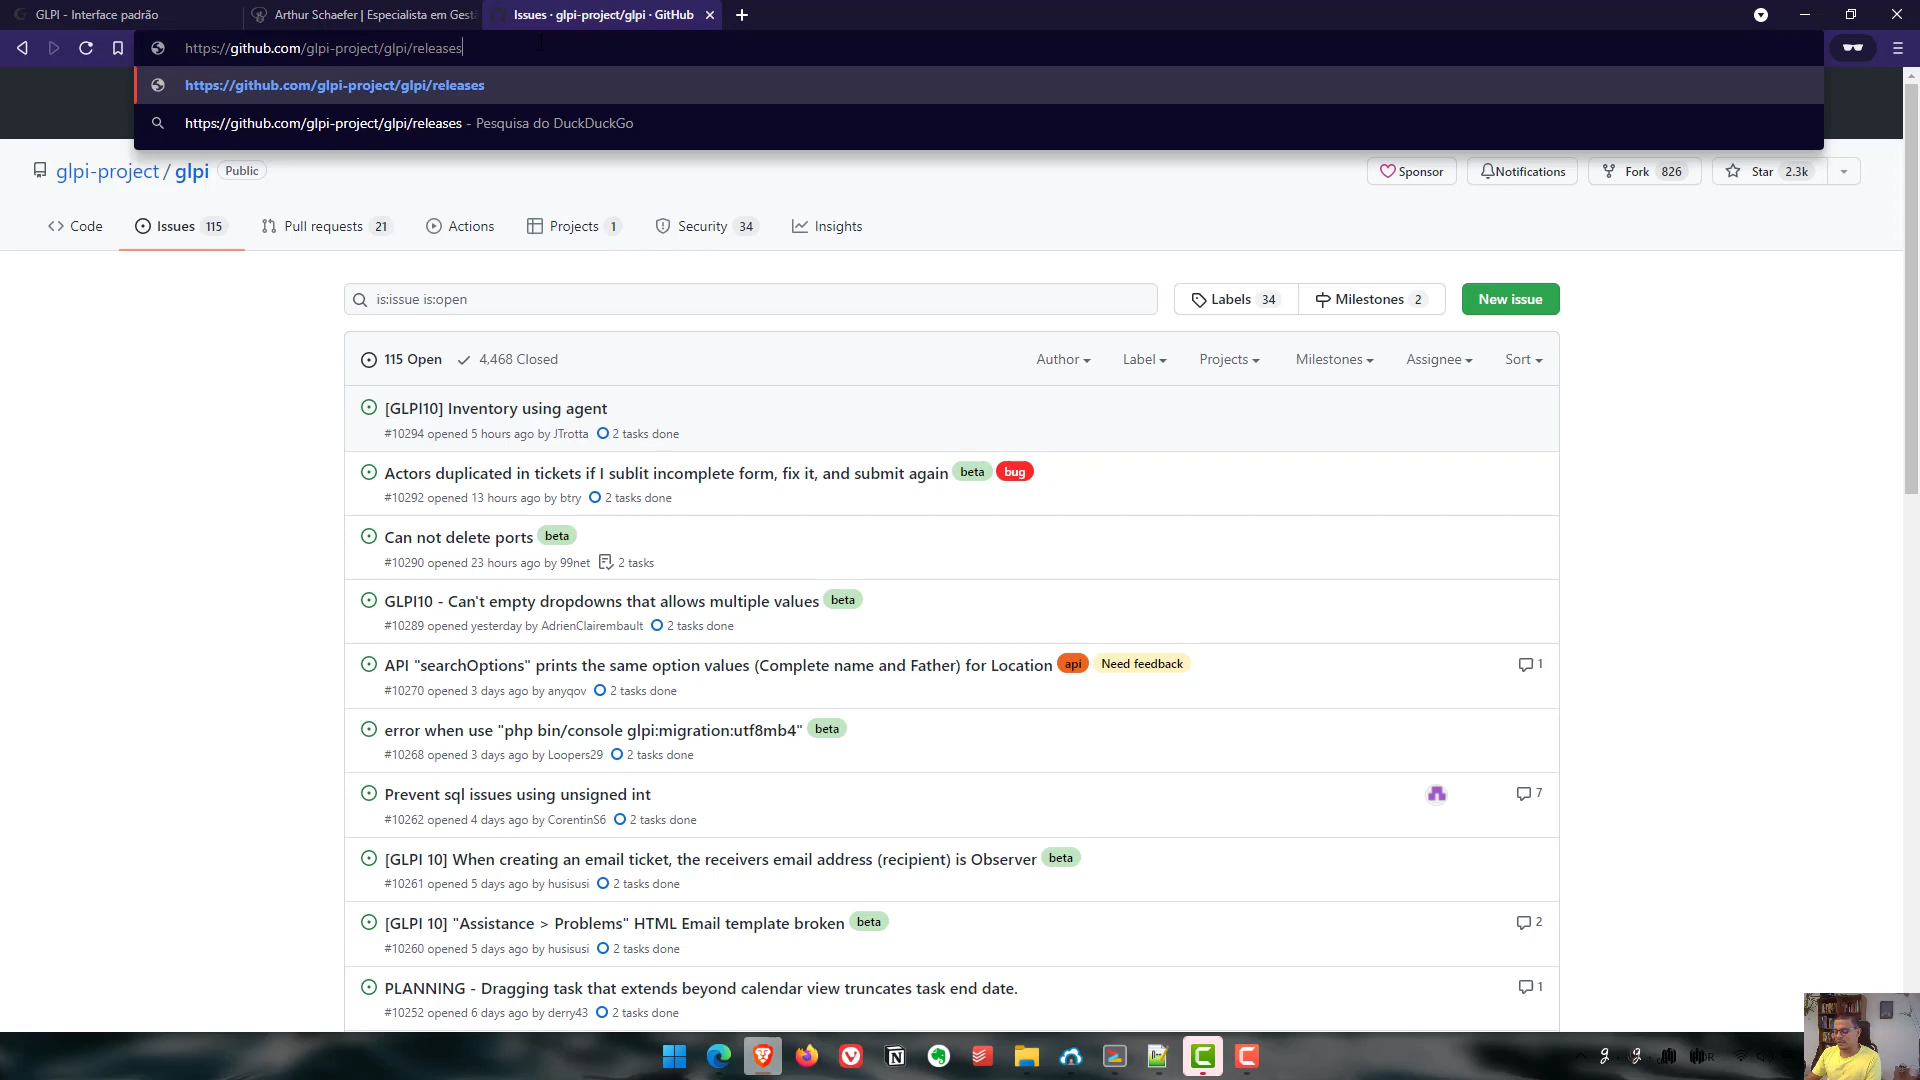 GLPI - Interface padrão
Arthur Schaefer | Especialista em Gest
Issues · glpi-project/glpi · GitHub
https://github.com/glpi-project/glpi/releases
https://github.com/glpi-project/glpi/releases
https://github.com/glpi-project/glpi/releases - Pesquisa do DuckDuckGo
glpi-project / glpi Public
Sponsor Notifications Fork 826 Star 2.3k
Code Issues 115 Pull requests 21 Actions Projects 1 Security 34 Insights
is:issue is:open Labels 34 Milestones 2 New issue
115 Open 4,468 Closed Author Label Projects Milestones Assignee Sort
[GLPI10] Inventory using agent
#10294 opened 5 hours ago by JTrotta 2 tasks done
Actors duplicated in tickets if I sublit incomplete form, fix it, and submit again beta bug
#10292 opened 13 hours ago by btry 2 tasks done
Can not delete ports beta
#10290 opened 23 hours ago by 99net 2 tasks
GLPI10 - Can't empty dropdowns that allows multiple values beta
#10289 opened yesterday by AdrienClairembault 2 tasks done
API "searchOptions" prints the same option values (Complete name and Father) for Location api Need feedback 1
#10270 opened 3 days ago by anyqov 2 tasks done
error when use "php bin/console glpi:migration:utf8mb4" beta
#10268 opened 3 days ago by Loopers29 2 tasks done
Prevent sql issues using unsigned int 7
#10262 opened 4 days ago by CorentinS6 2 tasks done
[GLPI 10] When creating an email ticket, the receivers email address (recipient) is Observer beta
#10261 opened 5 days ago by husisusi 2 tasks done
[GLPI 10] "Assistance > Problems" HTML Email template broken beta 2
#10260 opened 5 days ago by husisusi 2 tasks done
PLANNING - Dragging task that extends beyond calendar view truncates task end date. 1
#10252 opened 6 days ago by derry43 2 tasks done